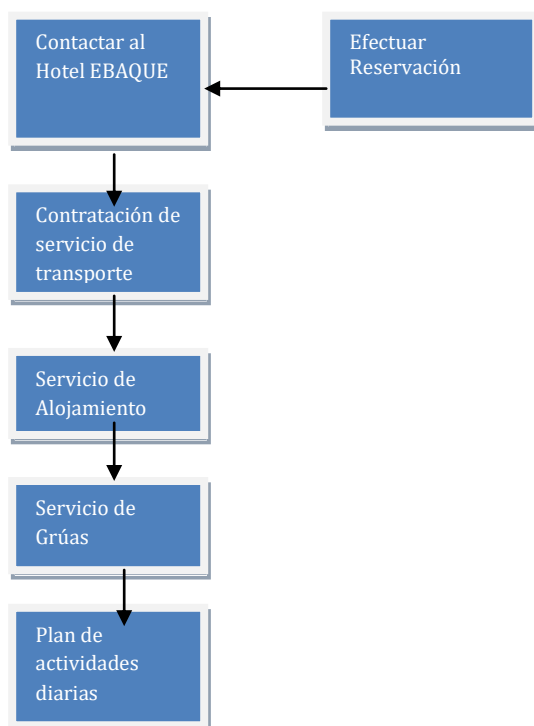 Contactar al
Hotel EBAQUE
Efectuar
Reservación
Contratación de
servicio de
transporte
Servicio de
Alojamiento
Servicio de
Grúas
Plan de
actividades
diarias